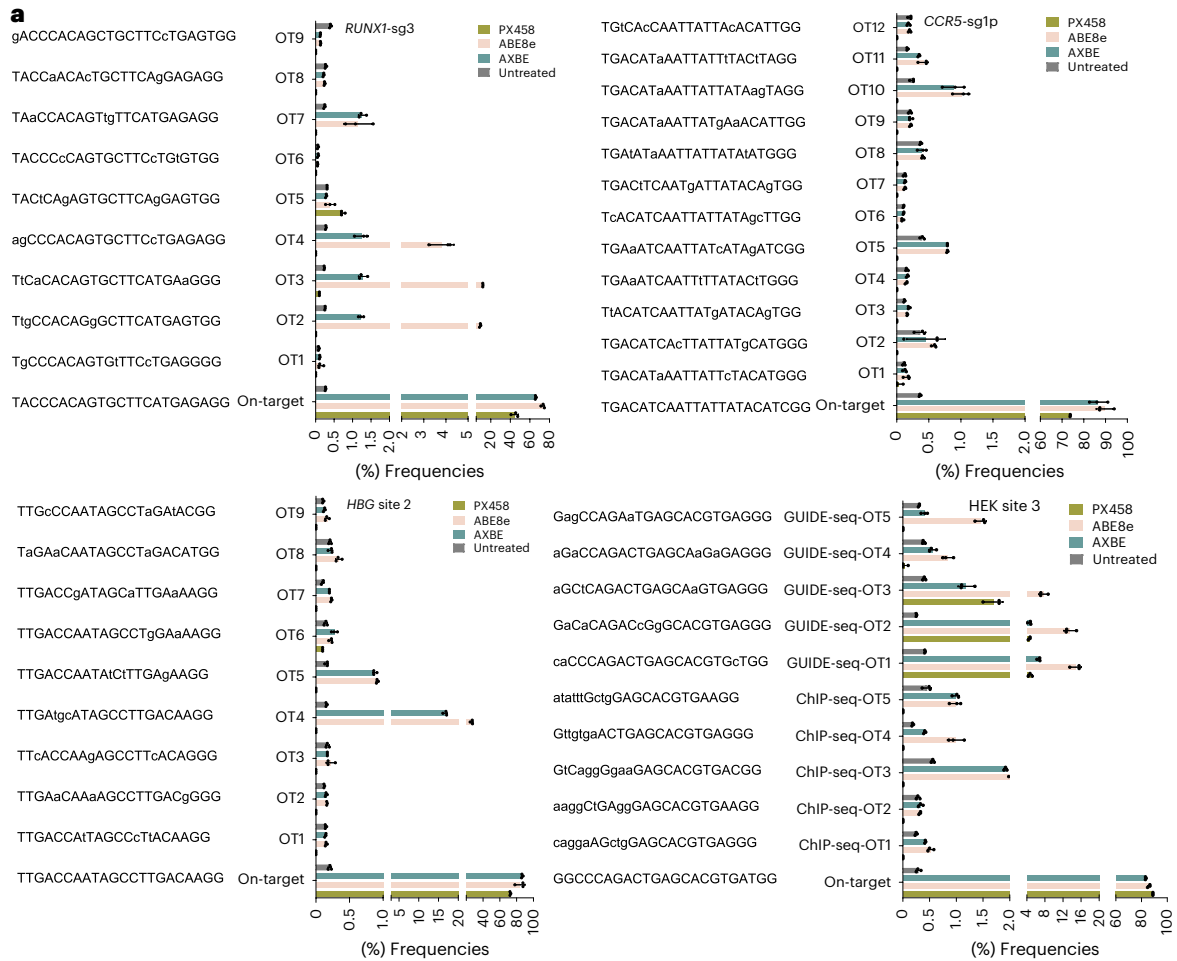 a
RUNX1-sg3
PX458
ABE8e
AXBE
Untreated
gACCCACAGCTGCTTCcTGAGTGG OT9
TACCaACAcTGCTTCAgGAGAGG OT8
TAaCCACAGTTgTTCATGAGAGG OT7
TACCCcCAGTGCTTCcTGtGTGG OT6
TACtCAgAGTGCTTCAgGAGTGG OT5
agCCCACAGTGCTTCcTGAGAGG OT4
TtCaCACAGTGCTTCATGAaGGG OT3
TtgCCACAGgGCTTCATGAGTGG OT2
TgCCCACAGTGtTTCcTGAGGGG OT1
TACCCACAGTGCTTCATGAGAGG On-target
0 0.5 1.0 1.5 2.0 2 3 4 5 20 40 60 80
(%) Frequencies
CCR5-sg1p
PX458
ABE8e
AXBE
Untreated
TGtCAcCAATTATTAcACATTGG OT12
TGACATaAATTATTtTACtTAGG OT11
TGACATaAATTATTATAagTAGG OT10
TGACATaAATTATgAaACATTGG OT9
TGAtATaAATTATTATAtATGGG OT8
TGACtTCAATgATTATACAgTGG OT7
TcACATCAATTATTATAgcTTGG OT6
TGAaATCAATTATcATAgATCGG OT5
TGAaATCAATTtTTATACtTGGG OT4
TtACATCAATTATgATACAgTGG OT3
TGACATCAcTTATTATgCATGGG OT2
TGACATaAATTATTcTACATGGG OT1
TGACATCAATTATTATACATCGG On-target
0 0.5 1.0 1.5 2.0 60 70 80 90 100
(%) Frequencies
HBG site 2
PX458
ABE8e
AXBE
Untreated
TTGcCCAATAGCCTaGAtACGG OT9
TaGAaCAATAGCCTaGACATGG OT8
TTGACCgATAGCaTTGAaAAGG OT7
TTGACCAATAGCCTgGAaAAGG OT6
TTGACCAATAtCtTTGAgAAGG OT5
TTGAtgcATAGCCTTGACAAGG OT4
TTcACCAAgAGCCTTcACAGGG OT3
TTGAaCAAaAGCCTTGACgGGG OT2
TTGACCAtTAGCCcTtACAAGG OT1
TTGACCAATAGCCTTGACAAGG On-target
0 0.5 1.0 5 10 15 20 40 60 80 100
(%) Frequencies
HEK site 3
PX458
ABE8e
AXBE
Untreated
GagCCAGAaTGAGCACGTGAGGG GUIDE-seq-OT5
aGaCCAGACTGAGCAaGaGAGGG GUIDE-seq-OT4
aGCtCAGACTGAGCAaGTGAGGG GUIDE-seq-OT3
GaCaCAGACcGgGCACGTGAGGG GUIDE-seq-OT2
caCCCAGACTGAGCACGTGcTGG GUIDE-seq-OT1
atatttGctgGAGCACGTGAAGG ChIP-seq-OT5
GttgtgaACTGAGCACGTGAGGG ChIP-seq-OT4
GtCaggGgaaGAGCACGTGACGG ChIP-seq-OT3
aaggCtGAggGAGCACGTGAAGG ChIP-seq-OT2
caggaAGctgGAGCACGTGAGGG ChIP-seq-OT1
GGCCCAGACTGAGCACGTGATGG On-target
0 0.5 1.0 1.5 2.0 4 8 12 16 20 60 80 100
(%) Frequencies